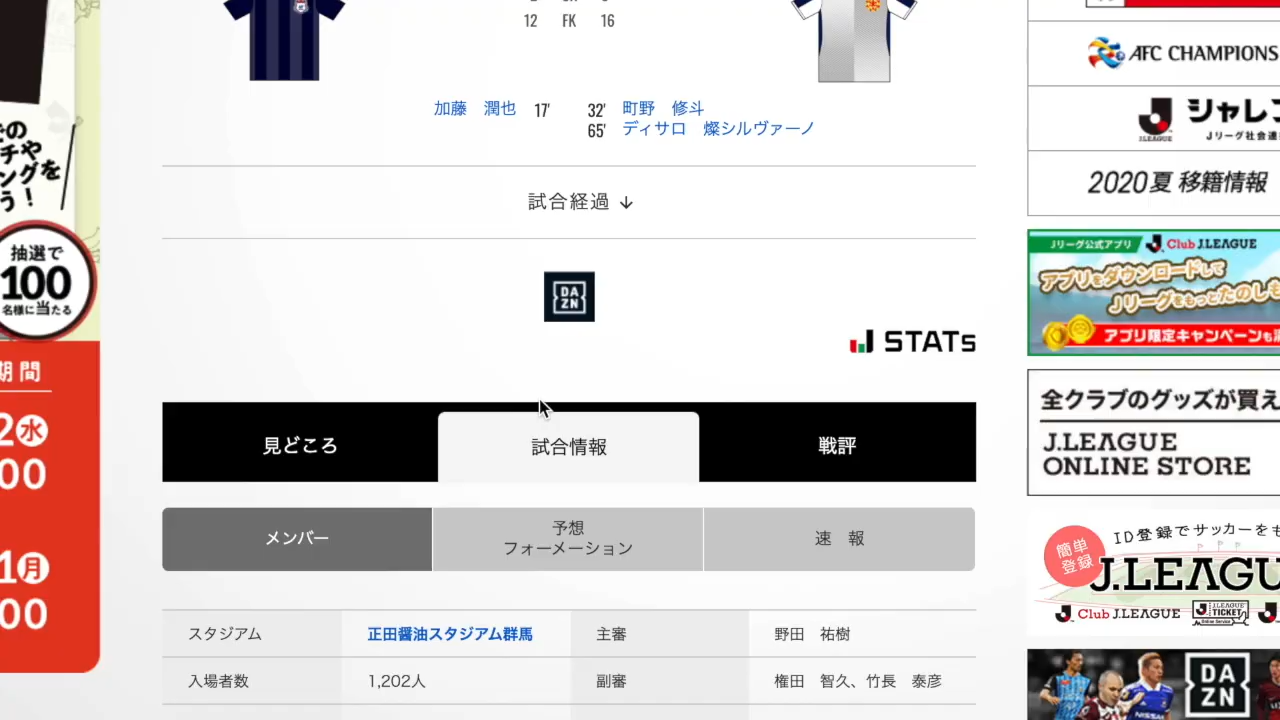 12 FK 16
加藤 潤也 17' 32' 町野 修斗
65' ディサロ 燦シルヴァーノ
試合経過 ↓
DAZN
STATs
見どころ
試合情報
戦評
メンバー
予想
フォーメーション
速 報
スタジアム 正田醤油スタジアム群馬 主審 野田 祐樹
入場者数 1,202人 副審 権田 智久、竹長 泰彦
抽選で
100
名様に当たる
期間
2水
00
1月
00
AFC CHAMPIONS
J.LEAGUE
シャレン
Jリーグ社会連
2020夏 移籍情報
Jリーグ公式アプリ Club J.LEAGUE
アプリをダウンロードして
Jリーグをもっとたのしも
アプリ限定キャンペーンも
全クラブのグッズが買え
J.LEAGUE
ONLINE STORE
簡単
登録
ID登録でサッカーをも
J.LEAGU
Club J.LEAGUE
J.LEAGUE
TICKET
DAZN